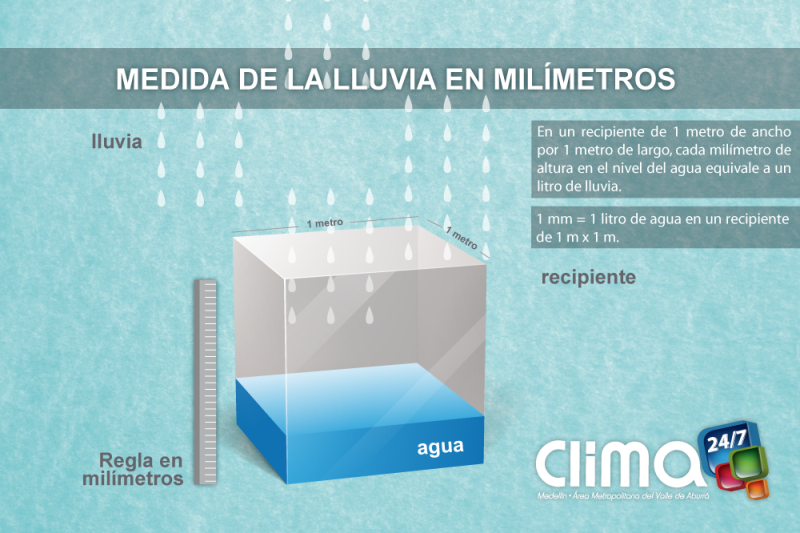 MEDIDA DE LA LLUVIA EN MILÍMETROS
lluvia
En un recipiente de 1 metro de ancho
por 1 metro de largo, cada milímetro de
altura en el nivel del agua equivale a un
litro de lluvia.
1 mm = 1 litro de agua en un recipiente
de 1 m x 1 m.
1 metro
1 metro
recipiente
agua
Regla en
milímetros
Clima 24/7
Medellín • Área Metropolitana del Valle de Aburrá